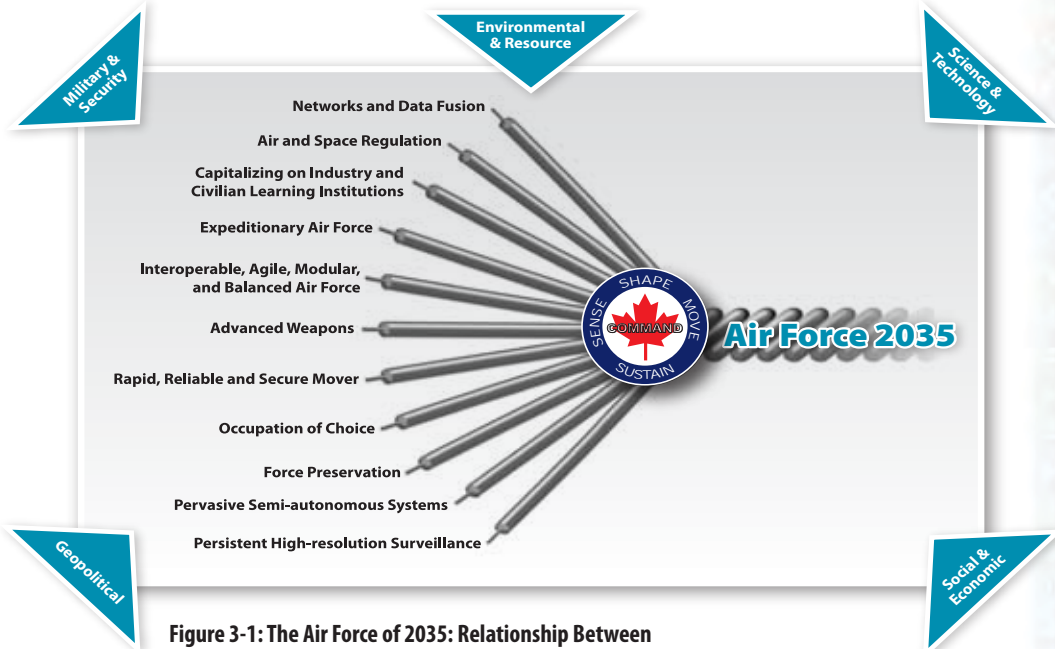 Military &
Security
Environmental
& Resource
Science &
Technology
Networks and Data Fusion
Air and Space Regulation
Capitalizing on Industry and
Civilian Learning Institutions
Expeditionary Air Force
Interoperable, Agile, Modular,
and Balanced Air Force
Advanced Weapons
Rapid, Reliable and Secure Mover
Occupation of Choice
Force Preservation
Pervasive Semi-autonomous Systems
Persistent High-resolution Surveillance
SENSE SHAPE MOVE
COMMAND
SUSTAIN
Air Force 2035
Geopolitical
Social &
Economic
Figure 3-1: The Air Force of 2035: Relationship Between